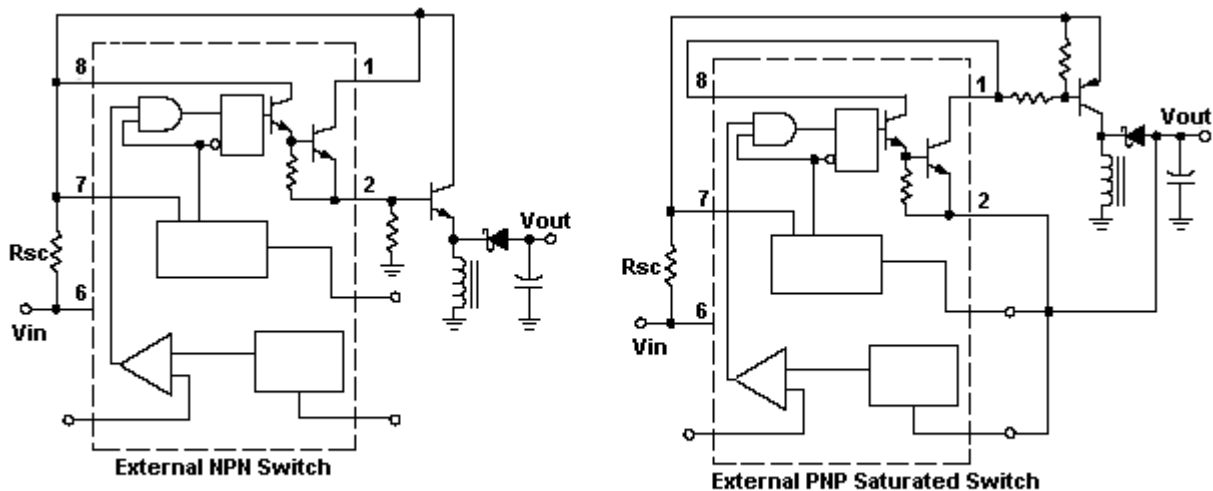 8
1
7
2
Vout
Rsc
6
Vin
External NPN Switch
8
1
Vout
7
2
Rsc
6
Vin
External PNP Saturated Switch